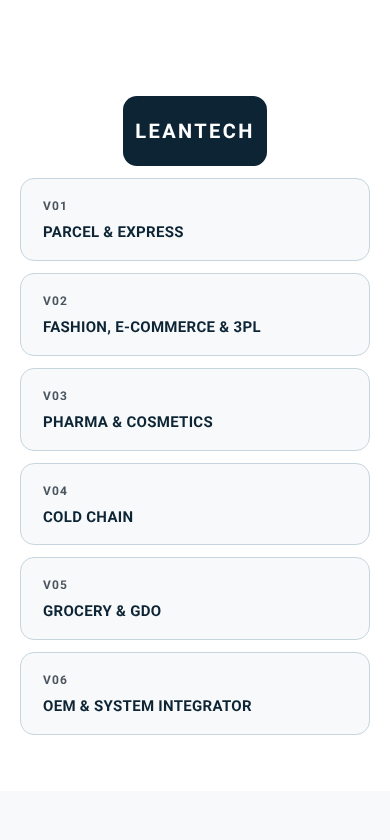 LEANTECH
V01
PARCEL & EXPRESS
V02
FASHION, E-COMMERCE & 3PL
V03
PHARMA & COSMETICS
V04
COLD CHAIN
V05
GROCERY & GDO
V06
OEM & SYSTEM INTEGRATOR